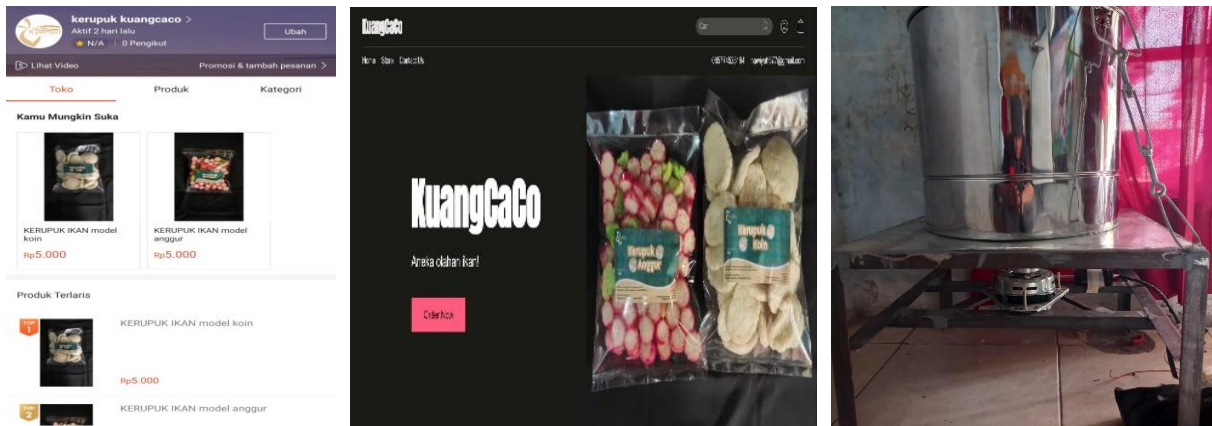 kerupuk kuangcaco >
Aktif 2 hari lalu
N/A | 0 Pengikut
Ubah
Lihat Video
Promosi & tambah pesanan >
Toko
Produk
Kategori
Kamu Mungkin Suka
KERUPUK IKAN model koin
Rp5.000
KERUPUK IKAN model anggur
Rp5.000
Produk Terlaris
TOP 1
KERUPUK IKAN model koin
Rp5.000
TOP 2
KERUPUK IKAN model anggur
KuangCaCo
Cari
Home
Store
Contact Us
KuangCaCo
Aneka olahan ikan!
Order Now
Kerupuk
Anggur
Kerupuk
Koin